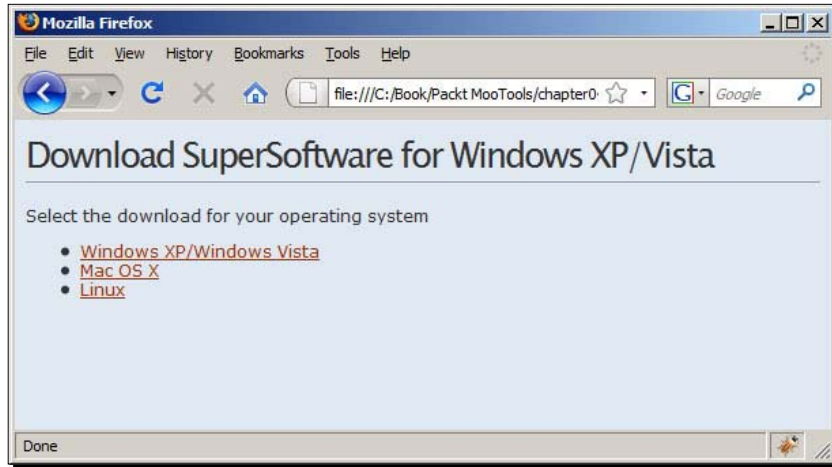 Mozilla Firefox
File Edit View History Bookmarks Tools Help
file:///C:/Book/Packt MooTools/chapter0
G Google
Download SuperSoftware for Windows XP/Vista
Select the download for your operating system
Windows XP/Windows Vista
Mac OS X
Linux
Done